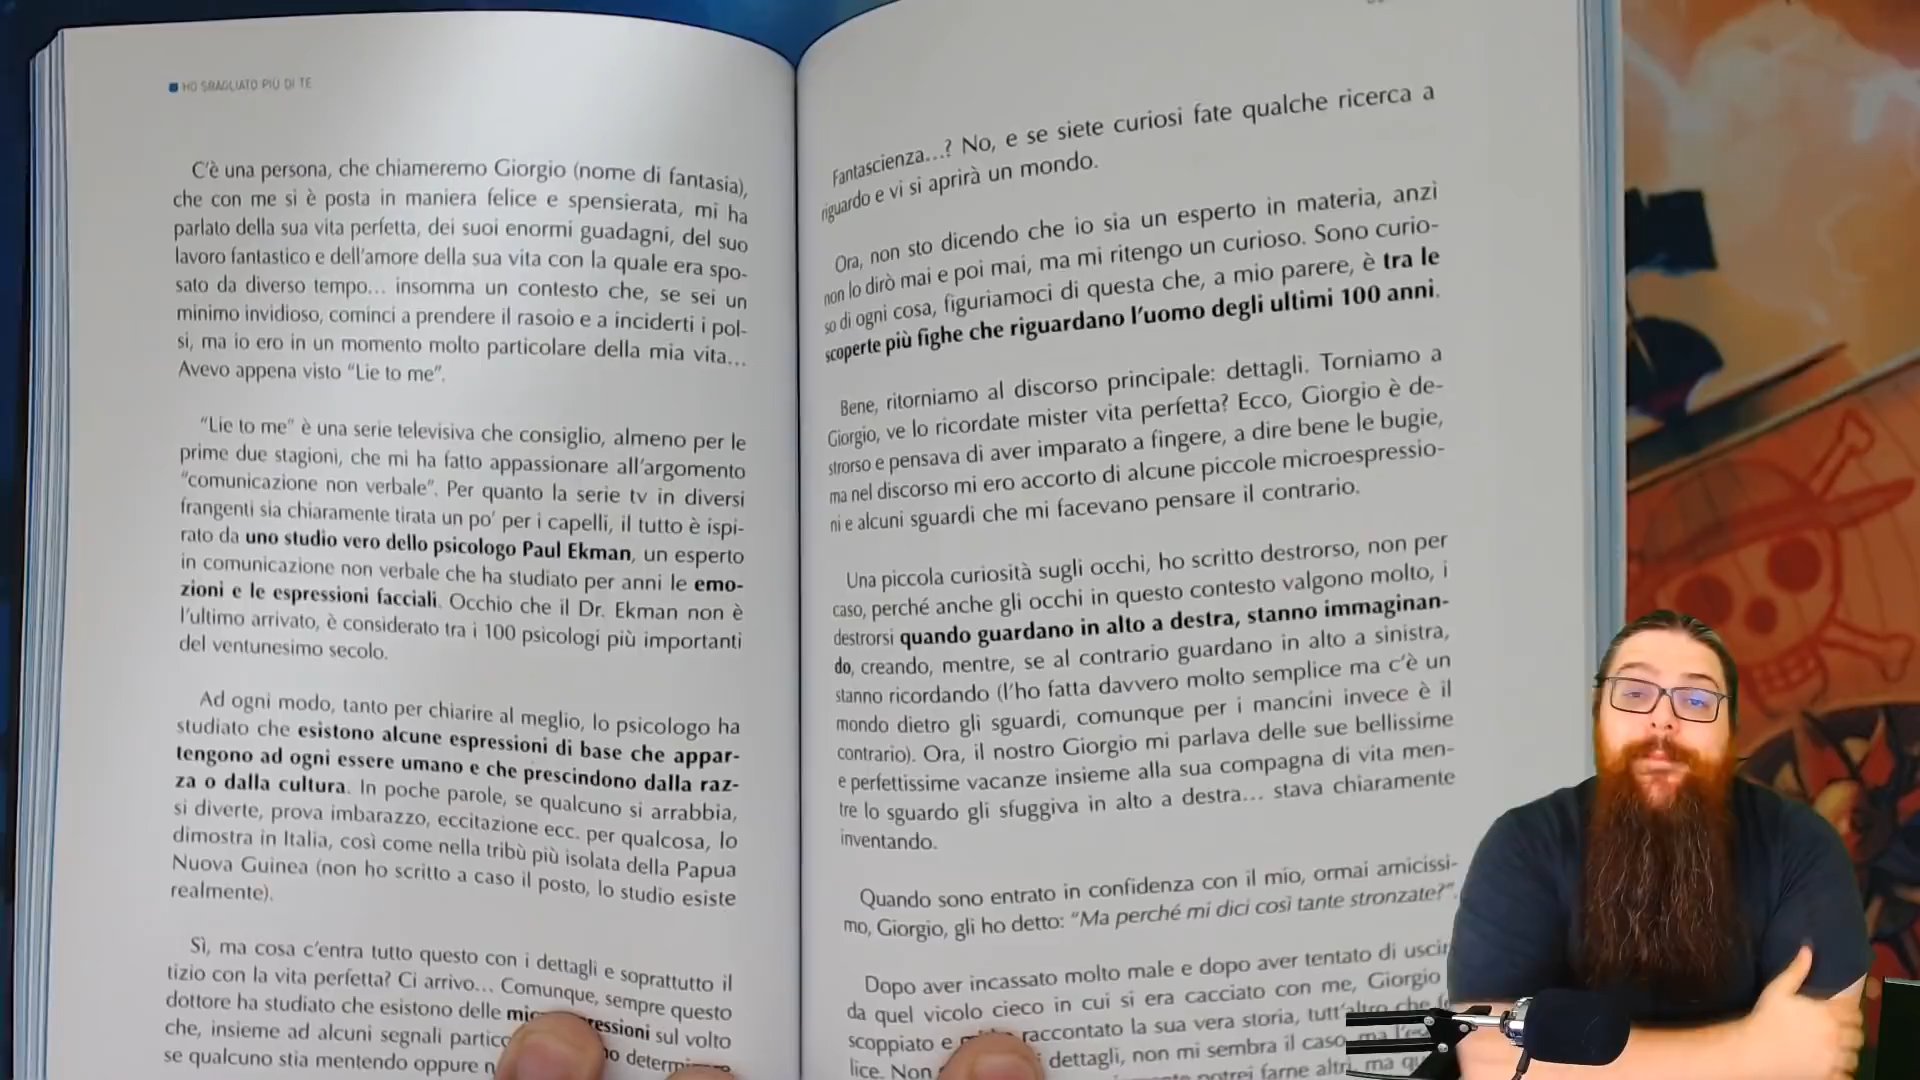 HO SBAGLIATO PIÙ DI TE
C'è una persona, che chiameremo Giorgio (nome di fantasia),
che con me si è posta in maniera felice e spensierata, mi ha
parlato della sua vita perfetta, dei suoi enormi guadagni, del suo
lavoro fantastico e dell'amore della sua vita con la quale era spo-
sato da diverso tempo... insomma un contesto che, se sei un
minimo invidioso, cominci a prendere il rasoio e a inciderti i pol-
si, ma io ero in un momento molto particolare della mia vita...
Avevo appena visto "Lie to me".
"Lie to me" è una serie televisiva che consiglio, almeno per le
prime due stagioni, che mi ha fatto appassionare all'argomento
"comunicazione non verbale". Per quanto la serie tv in diversi
frangenti sia chiaramente tirata un po' per i capelli, il tutto è ispi-
rato da uno studio vero dello psicologo Paul Ekman, un esperto
in comunicazione non verbale che ha studiato per anni le emo-
zioni e le espressioni facciali. Occhio che il Dr. Ekman non è
l'ultimo arrivato, è considerato tra i 100 psicologi più importanti
del ventunesimo secolo.
Ad ogni modo, tanto per chiarire al meglio, lo psicologo ha
studiato che esistono alcune espressioni di base che appar-
tengono ad ogni essere umano e che prescindono dalla raz-
za o dalla cultura. In poche parole, se qualcuno si arrabbia,
si diverte, prova imbarazzo, eccitazione ecc. per qualcosa, lo
dimostra in Italia, così come nella tribù più isolata della Papua
Nuova Guinea (non ho scritto a caso il posto, lo studio esiste
realmente).
Sì, ma cosa c'entra tutto questo con i dettagli e soprattutto il
tizio con la vita perfetta? Ci arrivo... Comunque, sempre questo
dottore ha studiato che esistono delle sul volto
che, insieme ad alcuni segnali
se qualcuno stia mentendo oppure
Fantascienza...? No, e se siete curiosi fate qualche ricerca a
riguardo e vi si aprirà un mondo.
Ora, non sto dicendo che io sia un esperto in materia, anzi
non lo dirò mai e poi mai, ma mi ritengo un curioso. Sono curio-
so di ogni cosa, figuriamoci di questa che, a mio parere, è tra le
scoperte più fighe che riguardano l'uomo degli ultimi 100 anni.
Bene, ritorniamo al discorso principale: dettagli. Torniamo a
Giorgio, ve lo ricordate mister vita perfetta? Ecco, Giorgio è de-
strorso e pensava di aver imparato a fingere, a dire bene le bugie,
ma nel discorso mi ero accorto di alcune piccole microespressio-
ni e alcuni sguardi che mi facevano pensare il contrario.
Una piccola curiosità sugli occhi, ho scritto destrorso, non per
caso, perché anche gli occhi in questo contesto valgono molto, i
destrorsi quando guardano in alto a destra, stanno immaginan-
do, creando, mentre, se al contrario guardano in alto a sinistra,
stanno ricordando (l'ho fatta davvero molto semplice ma c'è un
mondo dietro gli sguardi, comunque per i mancini invece è il
contrario). Ora, il nostro Giorgio mi parlava delle sue bellissime
e perfettissime vacanze insieme alla sua compagna di vita men-
tre lo sguardo gli sfuggiva in alto a destra... stava chiaramente
inventando.
Quando sono entrato in confidenza con il mio, ormai amicissi-
mo, Giorgio, gli ho detto: "Ma perché mi dici così tante stronzate?".
Dopo aver incassato molto male e dopo aver tentato di uscir
da quel vicolo cieco in cui si era cacciato con me, Giorgio
scoppiato e raccontato la sua vera storia, tutt'altro che
lice. Non dettagli, non mi sembra il caso, ma
potrei farne altri, ma